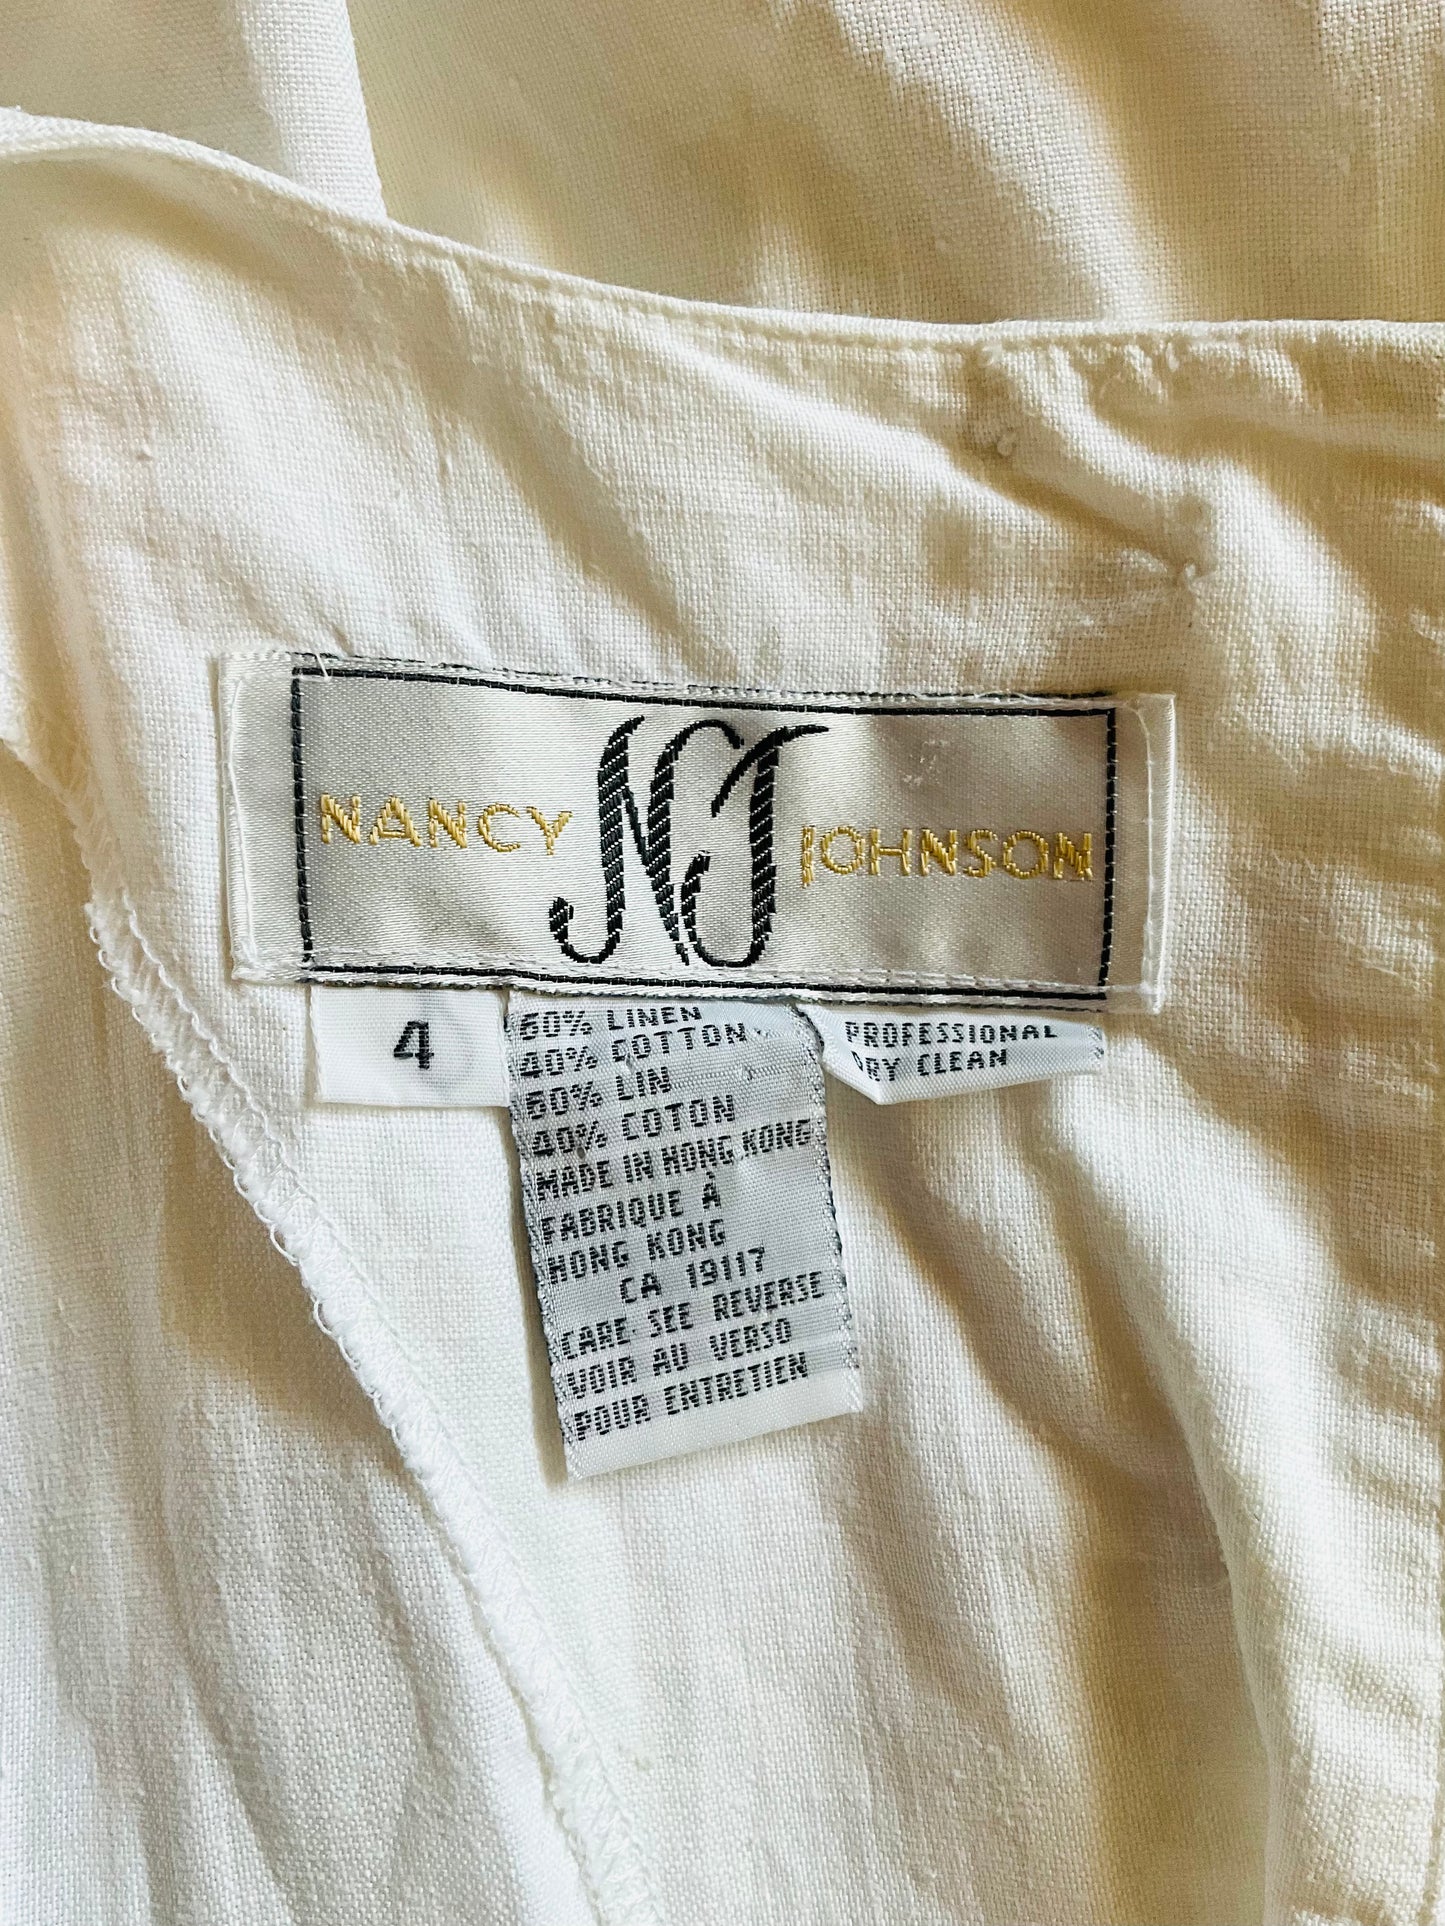 NANCY NJ JOHNSON
4
60% LINEN
40% COTTON
60% LIN
40% COTON
MADE IN HONG KONG
FABRIQUE À
HONG KONG
CA 19117
CARE SEE REVERSE
VOIR AU VERSO
POUR ENTRETIEN
PROFESSIONAL
DRY CLEAN